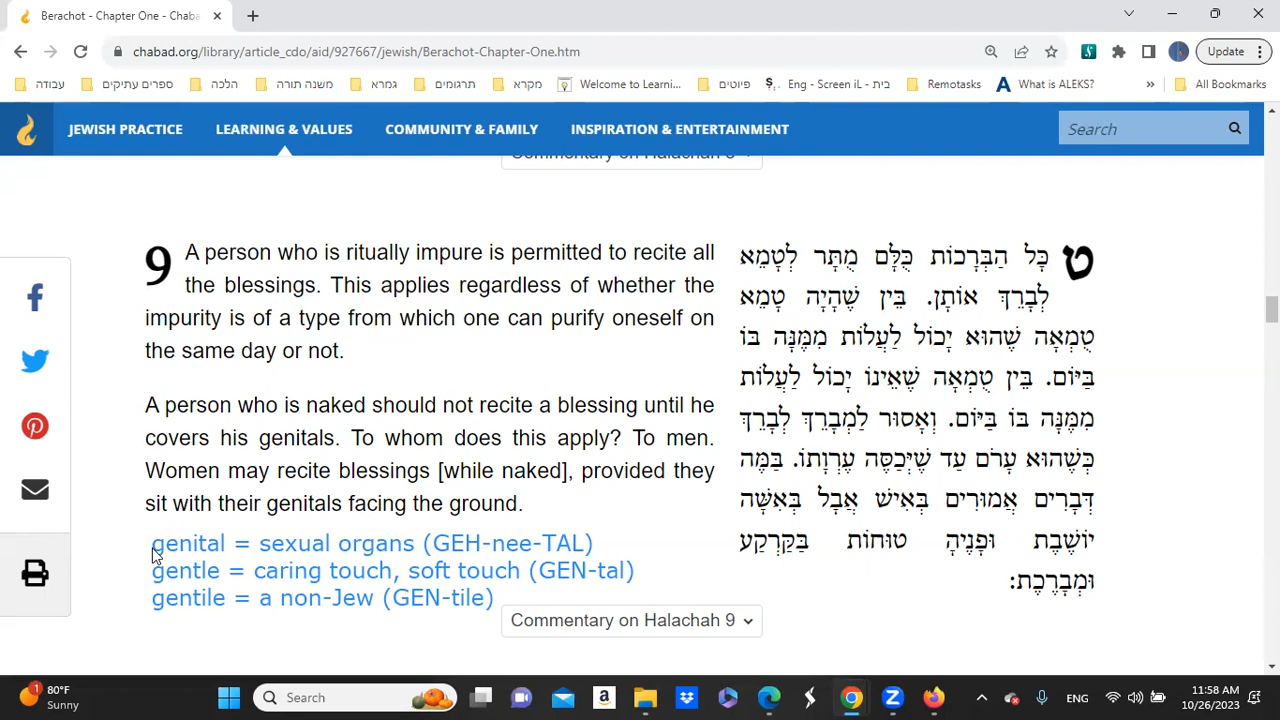 Berachot - Chapter One - Chaba
chabad.org/library/article_cdo/aid/927667/jewish/Berachot-Chapter-One.htm
Update
עבודה
ספרים עתיקים
הלכה
משנה תורה
גמרא
תרגומים
מקרא
Welcome to Learni...
פיוטים
Eng - Screen iL - בית
Remotasks
What is ALEKS?
»
All Bookmarks
JEWISH PRACTICE
LEARNING & VALUES
COMMUNITY & FAMILY
INSPIRATION & ENTERTAINMENT
Search
9 A person who is ritually impure is permitted to recite all
the blessings. This applies regardless of whether the
impurity is of a type from which one can purify oneself on
the same day or not.
A person who is naked should not recite a blessing until he
covers his genitals. To whom does this apply? To men.
Women may recite blessings [while naked], provided they
sit with their genitals facing the ground.
genital = sexual organs (GEH-nee-TAL)
gentle = caring touch, soft touch (GEN-tal)
gentile = a non-Jew (GEN-tile)
ט כָּל הַבְּרָכוֹת כֻּלָּם מֻתָּר לְטָמֵא
לְבָרֵךְ אוֹתָן. בֵּין שֶׁהָיָה טָמֵא
טֻמְאָה שֶׁהוּא יָכוֹל לַעֲלוֹת מִמֶּנָּה בּוֹ
בַּיּוֹם. בֵּין טֻמְאָה שֶׁאֵינוֹ יָכוֹל לַעֲלוֹת
מִמֶּנָּה בּוֹ בַּיּוֹם. וְאָסוּר לַמְבָרֵךְ לְבָרֵךְ
כְּשֶׁהוּא עָרֹם עַד שֶׁיְּכַסֶּה עֶרְוָתוֹ. בַּמֶּה
דְּבָרִים אֲמוּרִים בְּאִישׁ אֲבָל בְּאִשָּׁה
יוֹשֶׁבֶת וּפָנֶיהָ טוּחוֹת בַּקַּרְקַע
וּמְבָרֶכֶת:
Commentary on Halachah 9
80°F
Sunny
Search
ENG
11:58 AM
10/26/2023